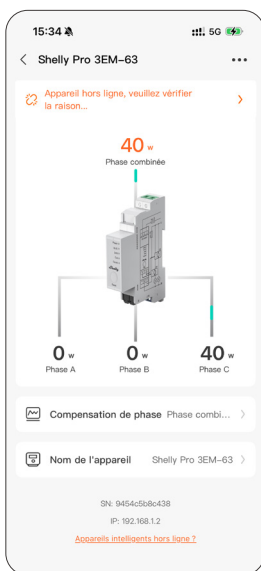 15:34
5G
Shelly Pro 3EM-63
Appareil hors ligne, veuillez vérifier
la raison...
40 w
Phase combinée
Shelly
0 w
0 w
40 w
Phase A
Phase B
Phase C
Compensation de phase Phase combi...
Nom de l'appareil Shelly Pro 3EM-63
SN: 9454c5b8c438
IP: 192.168.1.2
Appareils intelligents hors ligne ?